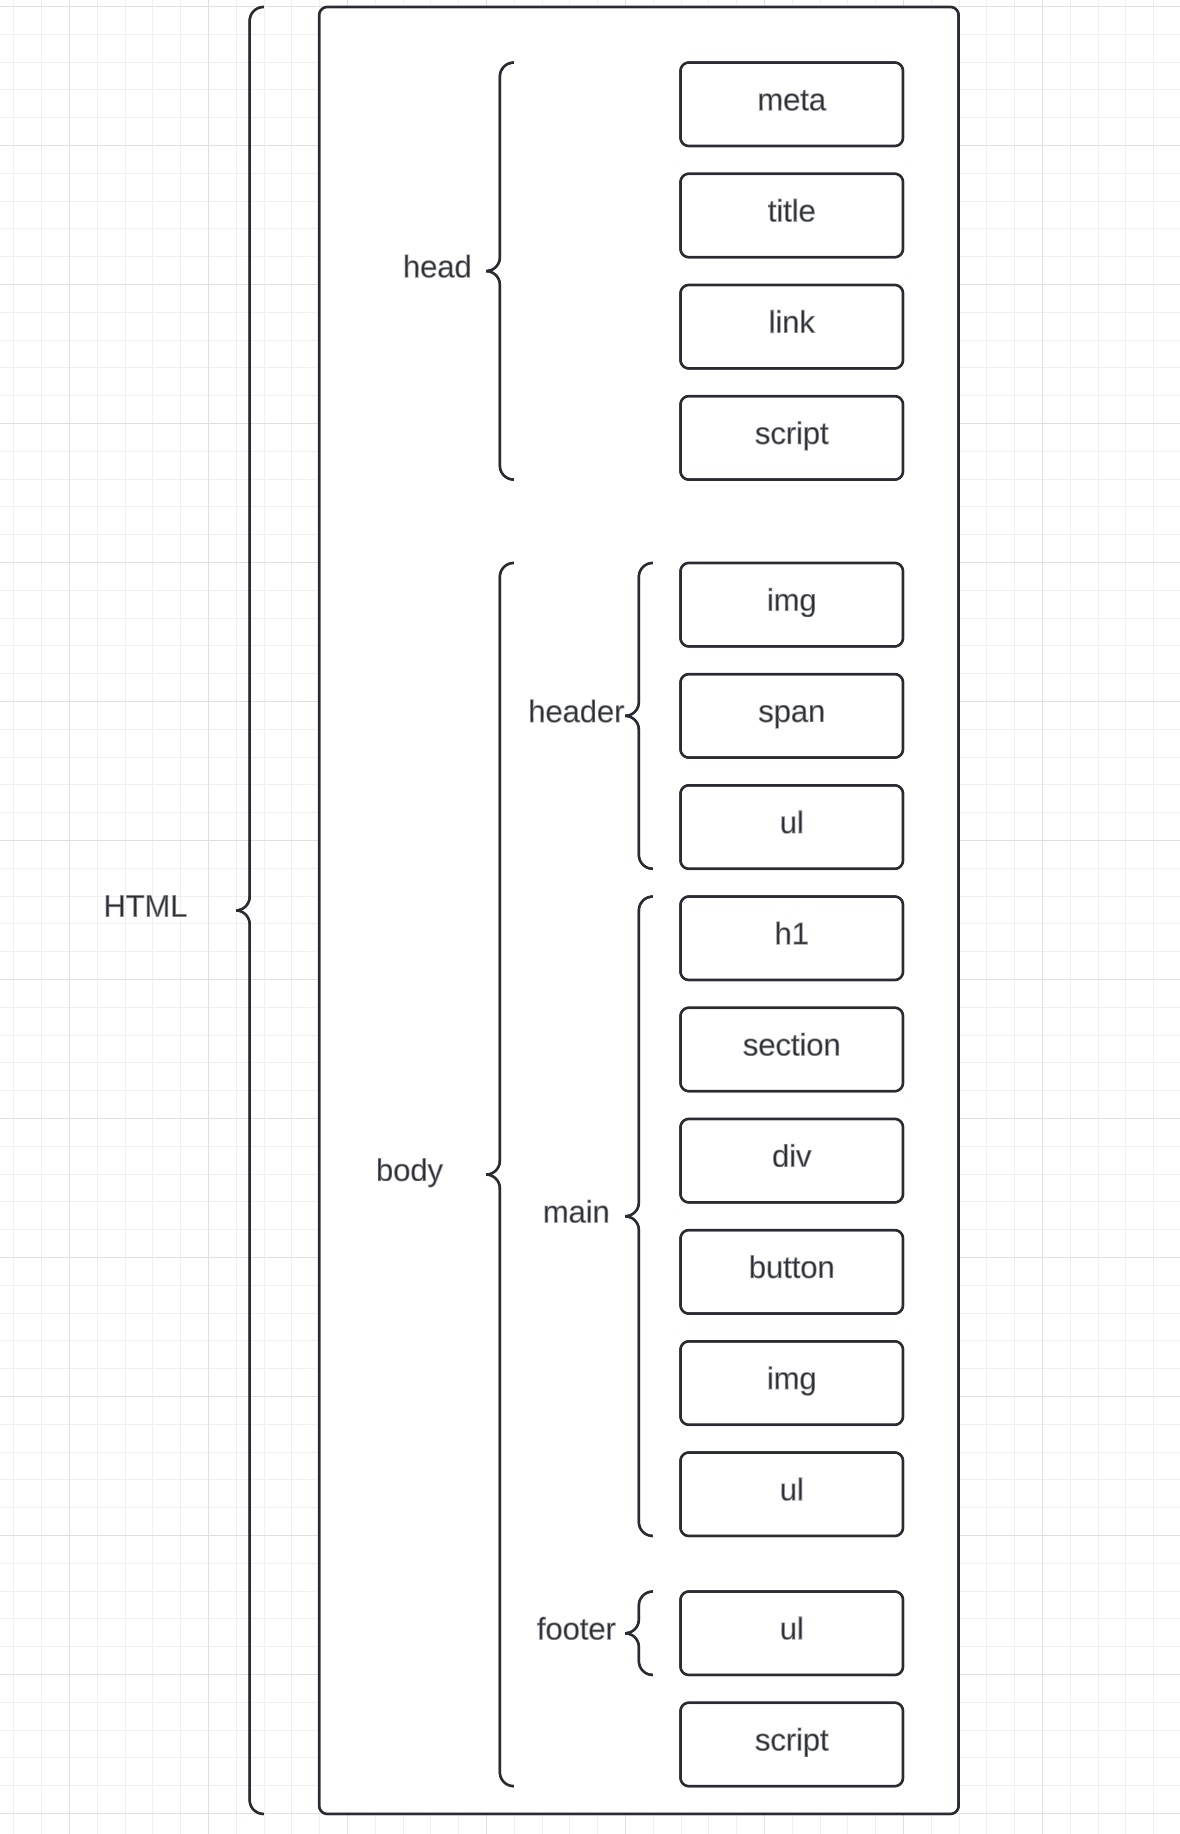 meta
title
link
head
script
img
span
header
ul
HTML
h1
section
div
body
main
button
img
ul
footer
ul
script